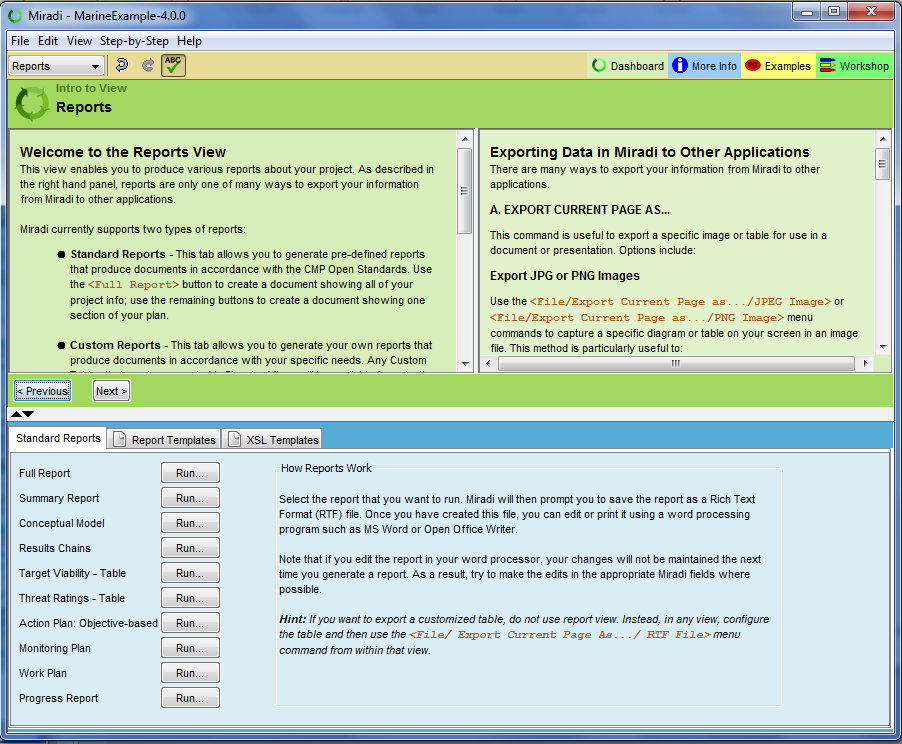 Miradi - MarineExample-4.0.0
File Edit View Step-by-Step Help
Reports
ABC
Dashboard
More Info
Examples
Workshop
Intro to View
Reports
Welcome to the Reports View
This view enables you to produce various reports about your project. As described in
the right hand panel, reports are only one of many ways to export your information
from Miradi to other applications.
Miradi currently supports two types of reports:
● Standard Reports - This tab allows you to generate pre-defined reports
that produce documents in accordance with the CMP Open Standards. Use
the <Full Report> button to create a document showing all of your
project info; use the remaining buttons to create a document showing one
section of your plan.
● Custom Reports - This tab allows you to generate your own reports that
produce documents in accordance with your specific needs. Any Custom
Exporting Data in Miradi to Other Applications
There are many ways to export your information from Miradi to other
applications.
A. EXPORT CURRENT PAGE AS...
This command is useful to export a specific image or table for use in a
document or presentation. Options include:
Export JPG or PNG Images
Use the <File/Export Current Page as.../JPEG Image> or
<File/Export Current Page as.../PNG Image> menu
commands to capture a specific diagram or table on your screen in an image
file. This method is particularly useful to:
< Previous
Next >
Standard Reports
Report Templates
XSL Templates
Full Report Run...
Summary Report Run...
Conceptual Model Run...
Results Chains Run...
Target Viability - Table Run...
Threat Ratings - Table Run...
Action Plan: Objective-based Run...
Monitoring Plan Run...
Work Plan Run...
Progress Report Run...
How Reports Work
Select the report that you want to run. Miradi will then prompt you to save the report as a Rich Text
Format (RTF) file. Once you have created this file, you can edit or print it using a word processing
program such as MS Word or Open Office Writer.
Note that if you edit the report in your word processor, your changes will not be maintained the next
time you generate a report. As a result, try to make the edits in the appropriate Miradi fields where
possible.
Hint: If you want to export a customized table, do not use report view. Instead, in any view, configure
the table and then use the <File/ Export Current Page As.../ RTF File> menu
command from within that view.